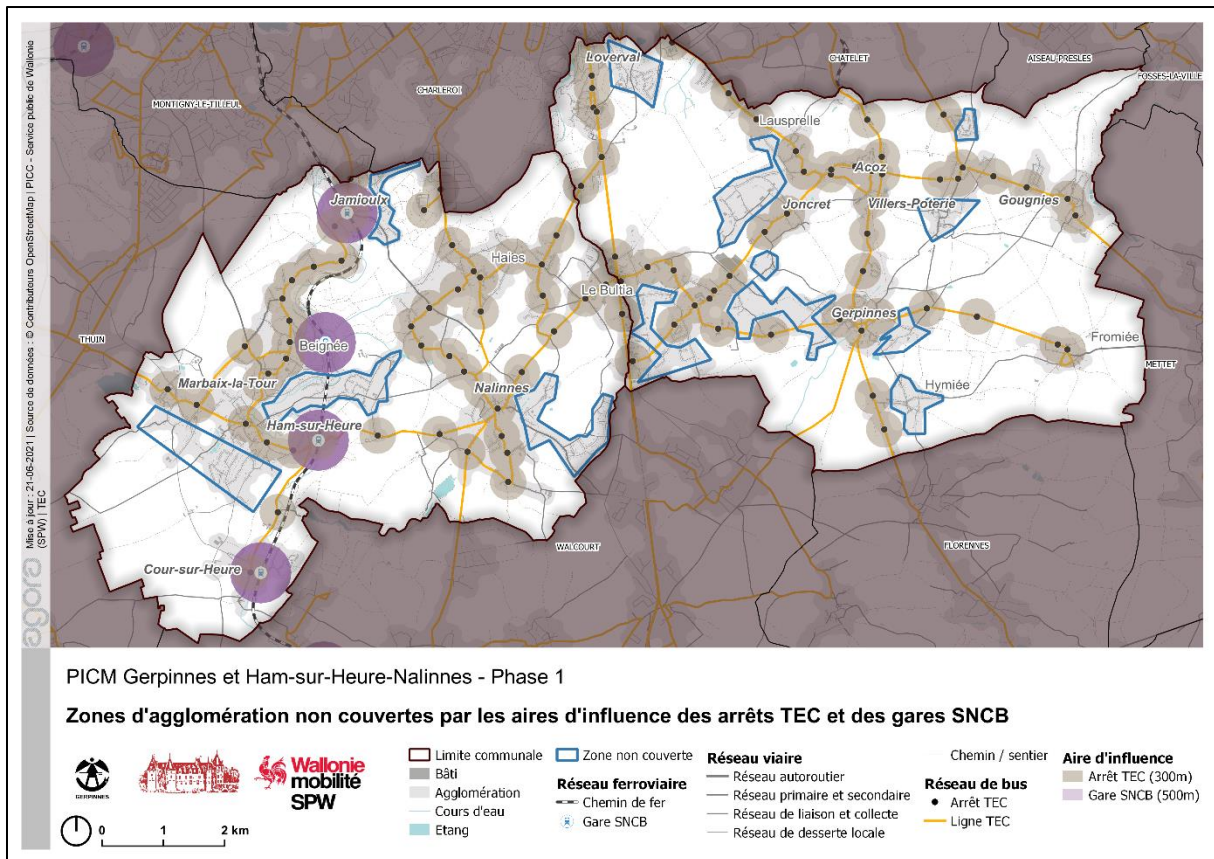 MONTIGNY-LE-TILLEUL
CHARLEROI
CHATELET
AISEAU-PRESLES
FOSSES-LA-VILLE
Loverval
Lausprelle
Acoz
Jamioulx
Joncret
Villers-Poterie
Gougnies
Haies
Le Bultia
THUIN
Beignée
Gerpinnes
Fromiée
METTET
Marbaix-la-Tour
Nalinnes
Hymiée
Ham-sur-Heure
WALCOURT
FLORENNES
Cour-sur-Heure
Mise à jour : 21-06-2021 | Source de données : © Contributeurs OpenStreetMap | PICC - Service public de Wallonie
(SPW) | TEC
agora
PICM Gerpinnes et Ham-sur-Heure-Nalinnes - Phase 1
Zones d'agglomération non couvertes par les aires d'influence des arrêts TEC et des gares SNCB
GERPINNES
Wallonie
mobilité
SPW
0 1 2 km
Limite communale
Bâti
Agglomération
Cours d'eau
Etang
Zone non couverte
Réseau ferroviaire
Chemin de fer
Gare SNCB
Réseau viaire
Réseau autoroutier
Réseau primaire et secondaire
Réseau de liaison et collecte
Réseau de desserte locale
Chemin / sentier
Réseau de bus
Arrêt TEC
Ligne TEC
Aire d'influence
Arrêt TEC (300m)
Gare SNCB (500m)